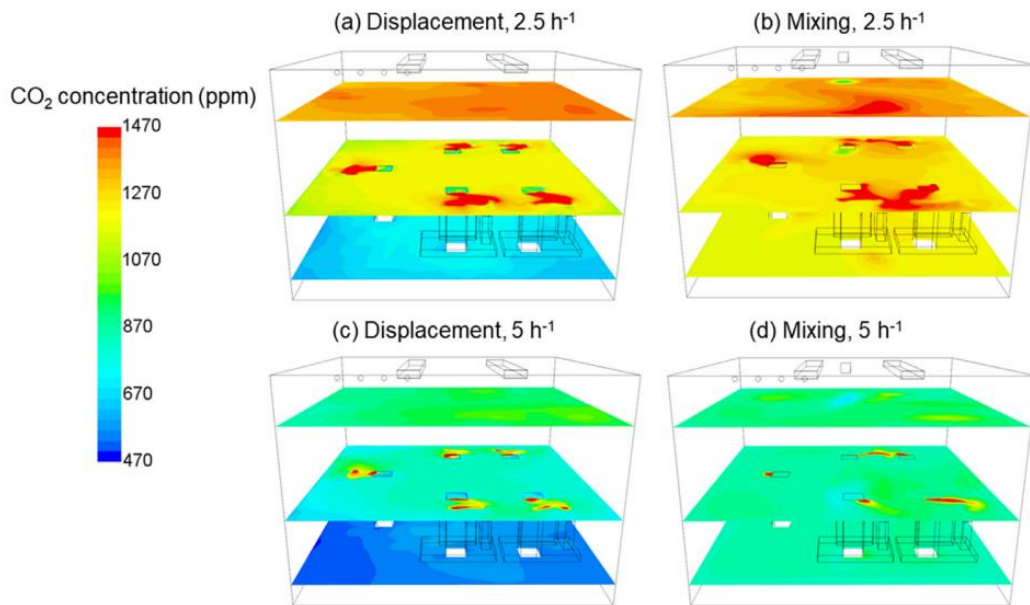 (a) Displacement, 2.5 h⁻¹
(b) Mixing, 2.5 h⁻¹
CO₂ concentration (ppm)
1470
1270
1070
870
670
470
(c) Displacement, 5 h⁻¹
(d) Mixing, 5 h⁻¹